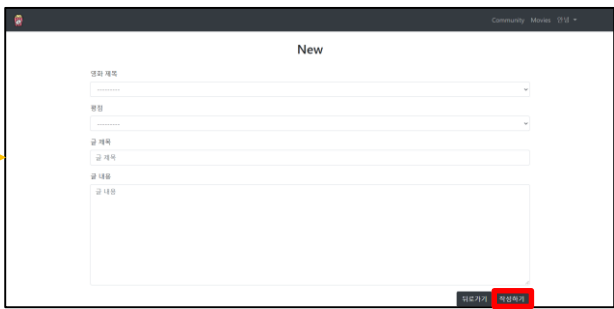 Community Movies 안녕
New
영화 제목
---------
평점
---------
글 제목
글 제목
글 내용
글 내용
뒤로가기 작성하기